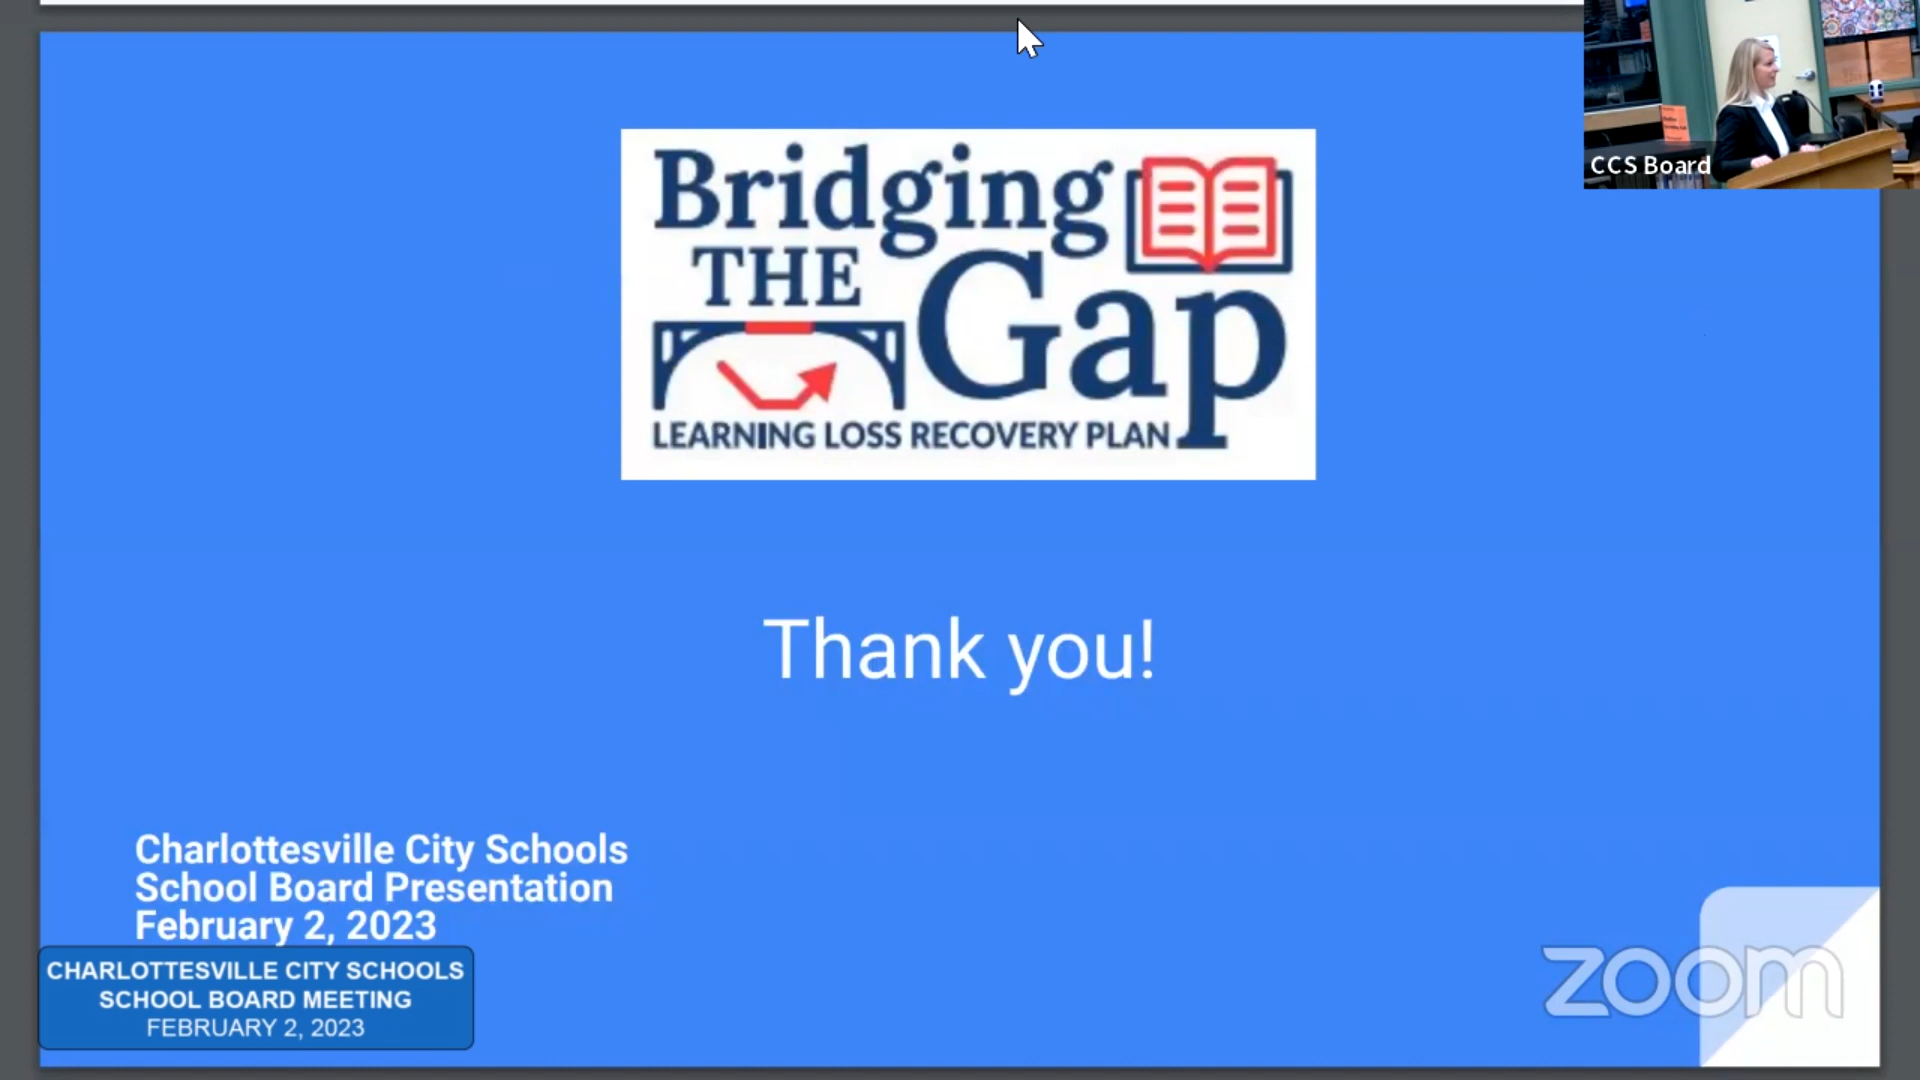 Bridging
THE Gap
LEARNING LOSS RECOVERY PLAN
CCS Board
Thank you!
Charlottesville City Schools
School Board Presentation
February 2, 2023
CHARLOTTESVILLE CITY SCHOOLS
SCHOOL BOARD MEETING
FEBRUARY 2, 2023
zoom